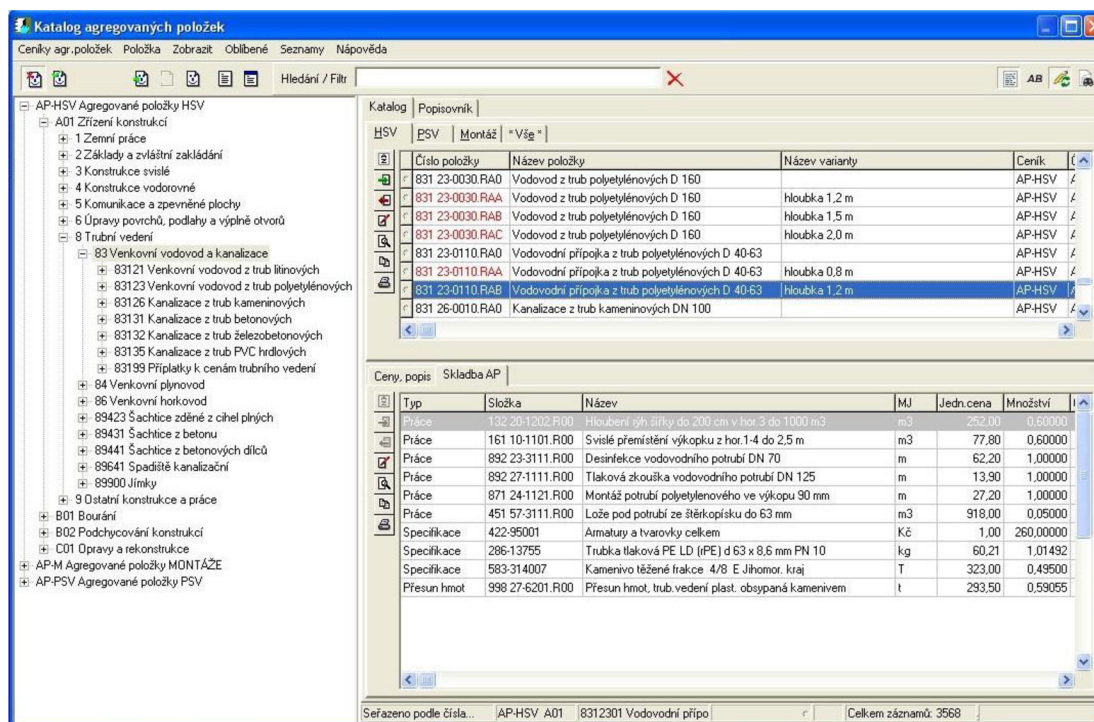 Katalog agregovaných položek
Ceníky agr.položek Položka Zobrazit Oblíbené Seznamy Nápověda
Hledání / Filtr
AB
AP-HSV Agregované položky HSV
A01 Zřízení konstrukcí
1 Zemní práce
2 Základy a zvláštní zakládání
3 Konstrukce svislé
4 Konstrukce vodorovné
5 Komunikace a zpevněné plochy
6 Úpravy povrchů, podlahy a výplně otvorů
8 Trubní vedení
83 Venkovní vodovod a kanalizace
83121 Venkovní vodovod z trub litinových
83123 Venkovní vodovod z trub polyetylénových
83126 Kanalizace z trub kameninových
83131 Kanalizace z trub betonových
83132 Kanalizace z trub železobetonových
83135 Kanalizace z trub PVC hrdlových
83199 Příplatky k cenám trubního vedení
84 Venkovní plynovod
86 Venkovní horkovod
89423 Šachtice zděné z cihel plných
89431 Šachtice z betonu
89441 Šachtice z betonových dílců
89641 Spadiště kanalizační
89900 Jímky
9 Ostatní konstrukce a práce
B01 Bourání
B02 Podchycování konstrukcí
C01 Opravy a rekonstrukce
AP-M Agregované položky MONTÁŽE
AP-PSV Agregované položky PSV
Katalog Popisovník
HSV PSV Montáž * Vše *
Číslo položky Název položky Název varianty Ceník
831 23-0030.RA0 Vodovod z trub polyetylénových D 160 AP-HSV
831 23-0030.RAA Vodovod z trub polyetylénových D 160 hloubka 1,2 m AP-HSV
831 23-0030.RAB Vodovod z trub polyetylénových D 160 hloubka 1,5 m AP-HSV
831 23-0030.RAC Vodovod z trub polyetylénových D 160 hloubka 2,0 m AP-HSV
831 23-0110.RA0 Vodovodní přípojka z trub polyetylénových D 40-63 AP-HSV
831 23-0110.RAA Vodovodní přípojka z trub polyetylénových D 40-63 hloubka 0,8 m AP-HSV
831 23-0110.RAB Vodovodní přípojka z trub polyetylénových D 40-63 hloubka 1,2 m AP-HSV
831 26-0010.RA0 Kanalizace z trub kameninových DN 100 AP-HSV
Ceny, popis Skladba AP
Typ Složka Název MJ Jedn.cena Množství
Práce 132 20-1202.R00 Hloubení rýh šířky do 200 cm v hor.3 do 1000 m3 m3 252,00 0,60000
Práce 161 10-1101.R00 Svislé přemístění výkopku z hor.1-4 do 2,5 m m3 77,80 0,60000
Práce 892 23-3111.R00 Desinfekce vodovodního potrubí DN 70 m 62,20 1,00000
Práce 892 27-1111.R00 Tlaková zkouška vodovodního potrubí DN 125 m 13,90 1,00000
Práce 871 24-1121.R00 Montáž potrubí polyetylenového ve výkopu 90 mm m 27,20 1,00000
Práce 451 57-3111.R00 Lože pod potrubí ze štěrkopísku do 63 mm m3 918,00 0,05000
Specifikace 422-95001 Armatury a tvarovky celkem Kč 1,00 260,00000
Specifikace 286-13755 Trubka tlaková PE LD (rPE) d 63 x 8,6 mm PN 10 kg 60,21 1,01492
Specifikace 583-314007 Kamenivo těžené frakce 4/8 E Jihomor. kraj T 323,00 0,49500
Přesun hmot 998 27-6201.R00 Přesun hmot, trub.vedení plast. obsypaná kamenivem t 293,50 0,59055
Seřazeno podle čísla... AP-HSV A01 8312301 Vodovodní přípo Celkem záznamů: 3568